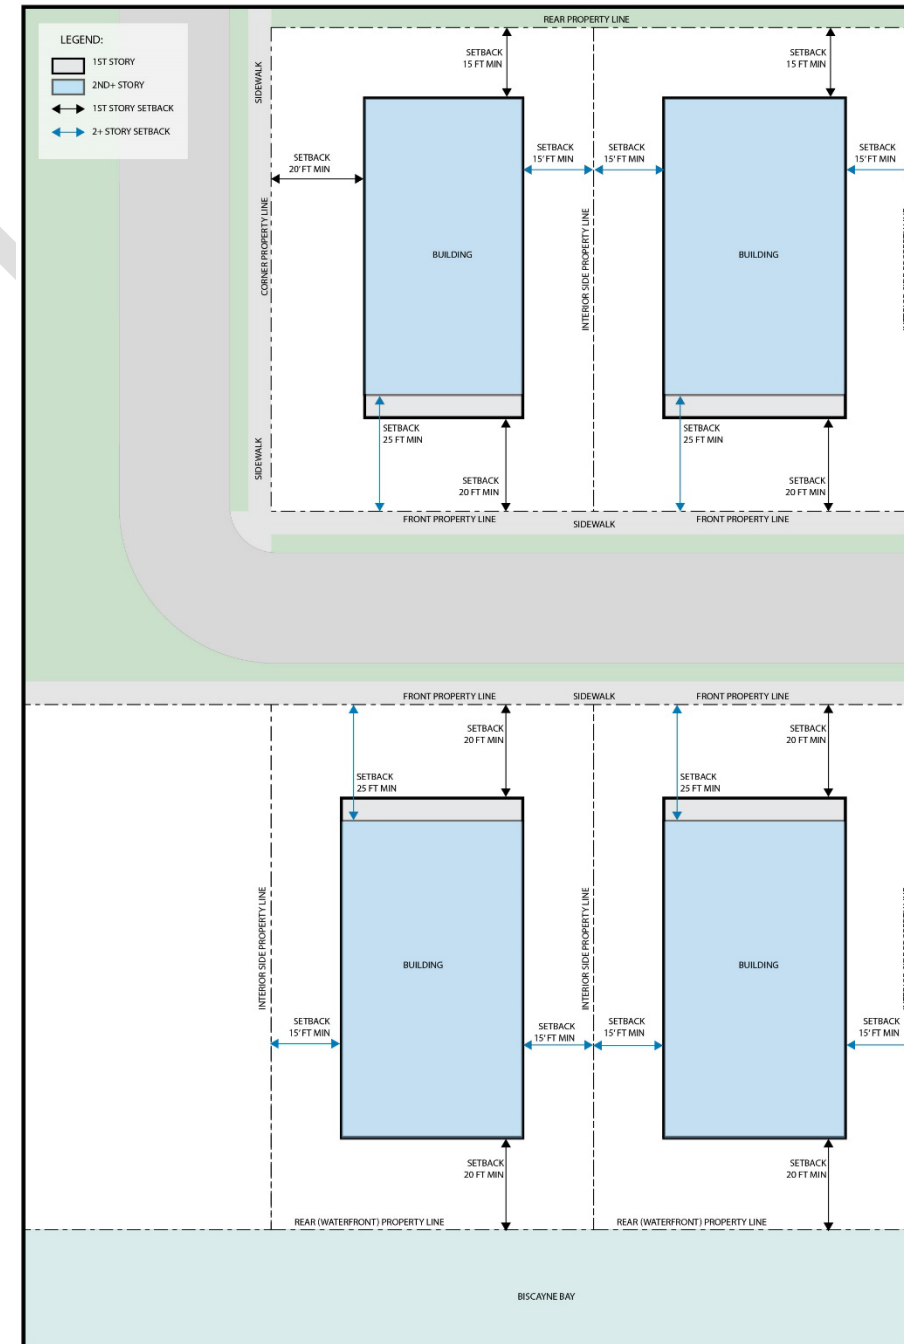 REAR PROPERTY LINE
LEGEND:
1ST STORY
2ND+ STORY
1ST STORY SETBACK
2+ STORY SETBACK
SIDEWALK
SETBACK
15 FT MIN
SETBACK
15 FT MIN
SETBACK
20' FT MIN
SETBACK
15' FT MIN
SETBACK
15' FT MIN
SETBACK
15' FT MIN
CORNER PROPERTY LINE
BUILDING
INTERIOR SIDE PROPERTY LINE
BUILDING
SIDEWALK
SETBACK
25 FT MIN
SETBACK
20 FT MIN
SETBACK
25 FT MIN
SETBACK
20 FT MIN
FRONT PROPERTY LINE
SIDEWALK
FRONT PROPERTY LINE
FRONT PROPERTY LINE
SIDEWALK
FRONT PROPERTY LINE
SETBACK
20 FT MIN
SETBACK
20 FT MIN
SETBACK
25 FT MIN
SETBACK
25 FT MIN
INTERIOR SIDE PROPERTY LINE
BUILDING
INTERIOR SIDE PROPERTY LINE
BUILDING
SETBACK
15' FT MIN
SETBACK
15' FT MIN
SETBACK
15' FT MIN
SETBACK
15' FT MIN
SETBACK
20 FT MIN
SETBACK
20 FT MIN
REAR (WATERFRONT) PROPERTY LINE
REAR (WATERFRONT) PROPERTY LINE
BISCAYNE BAY